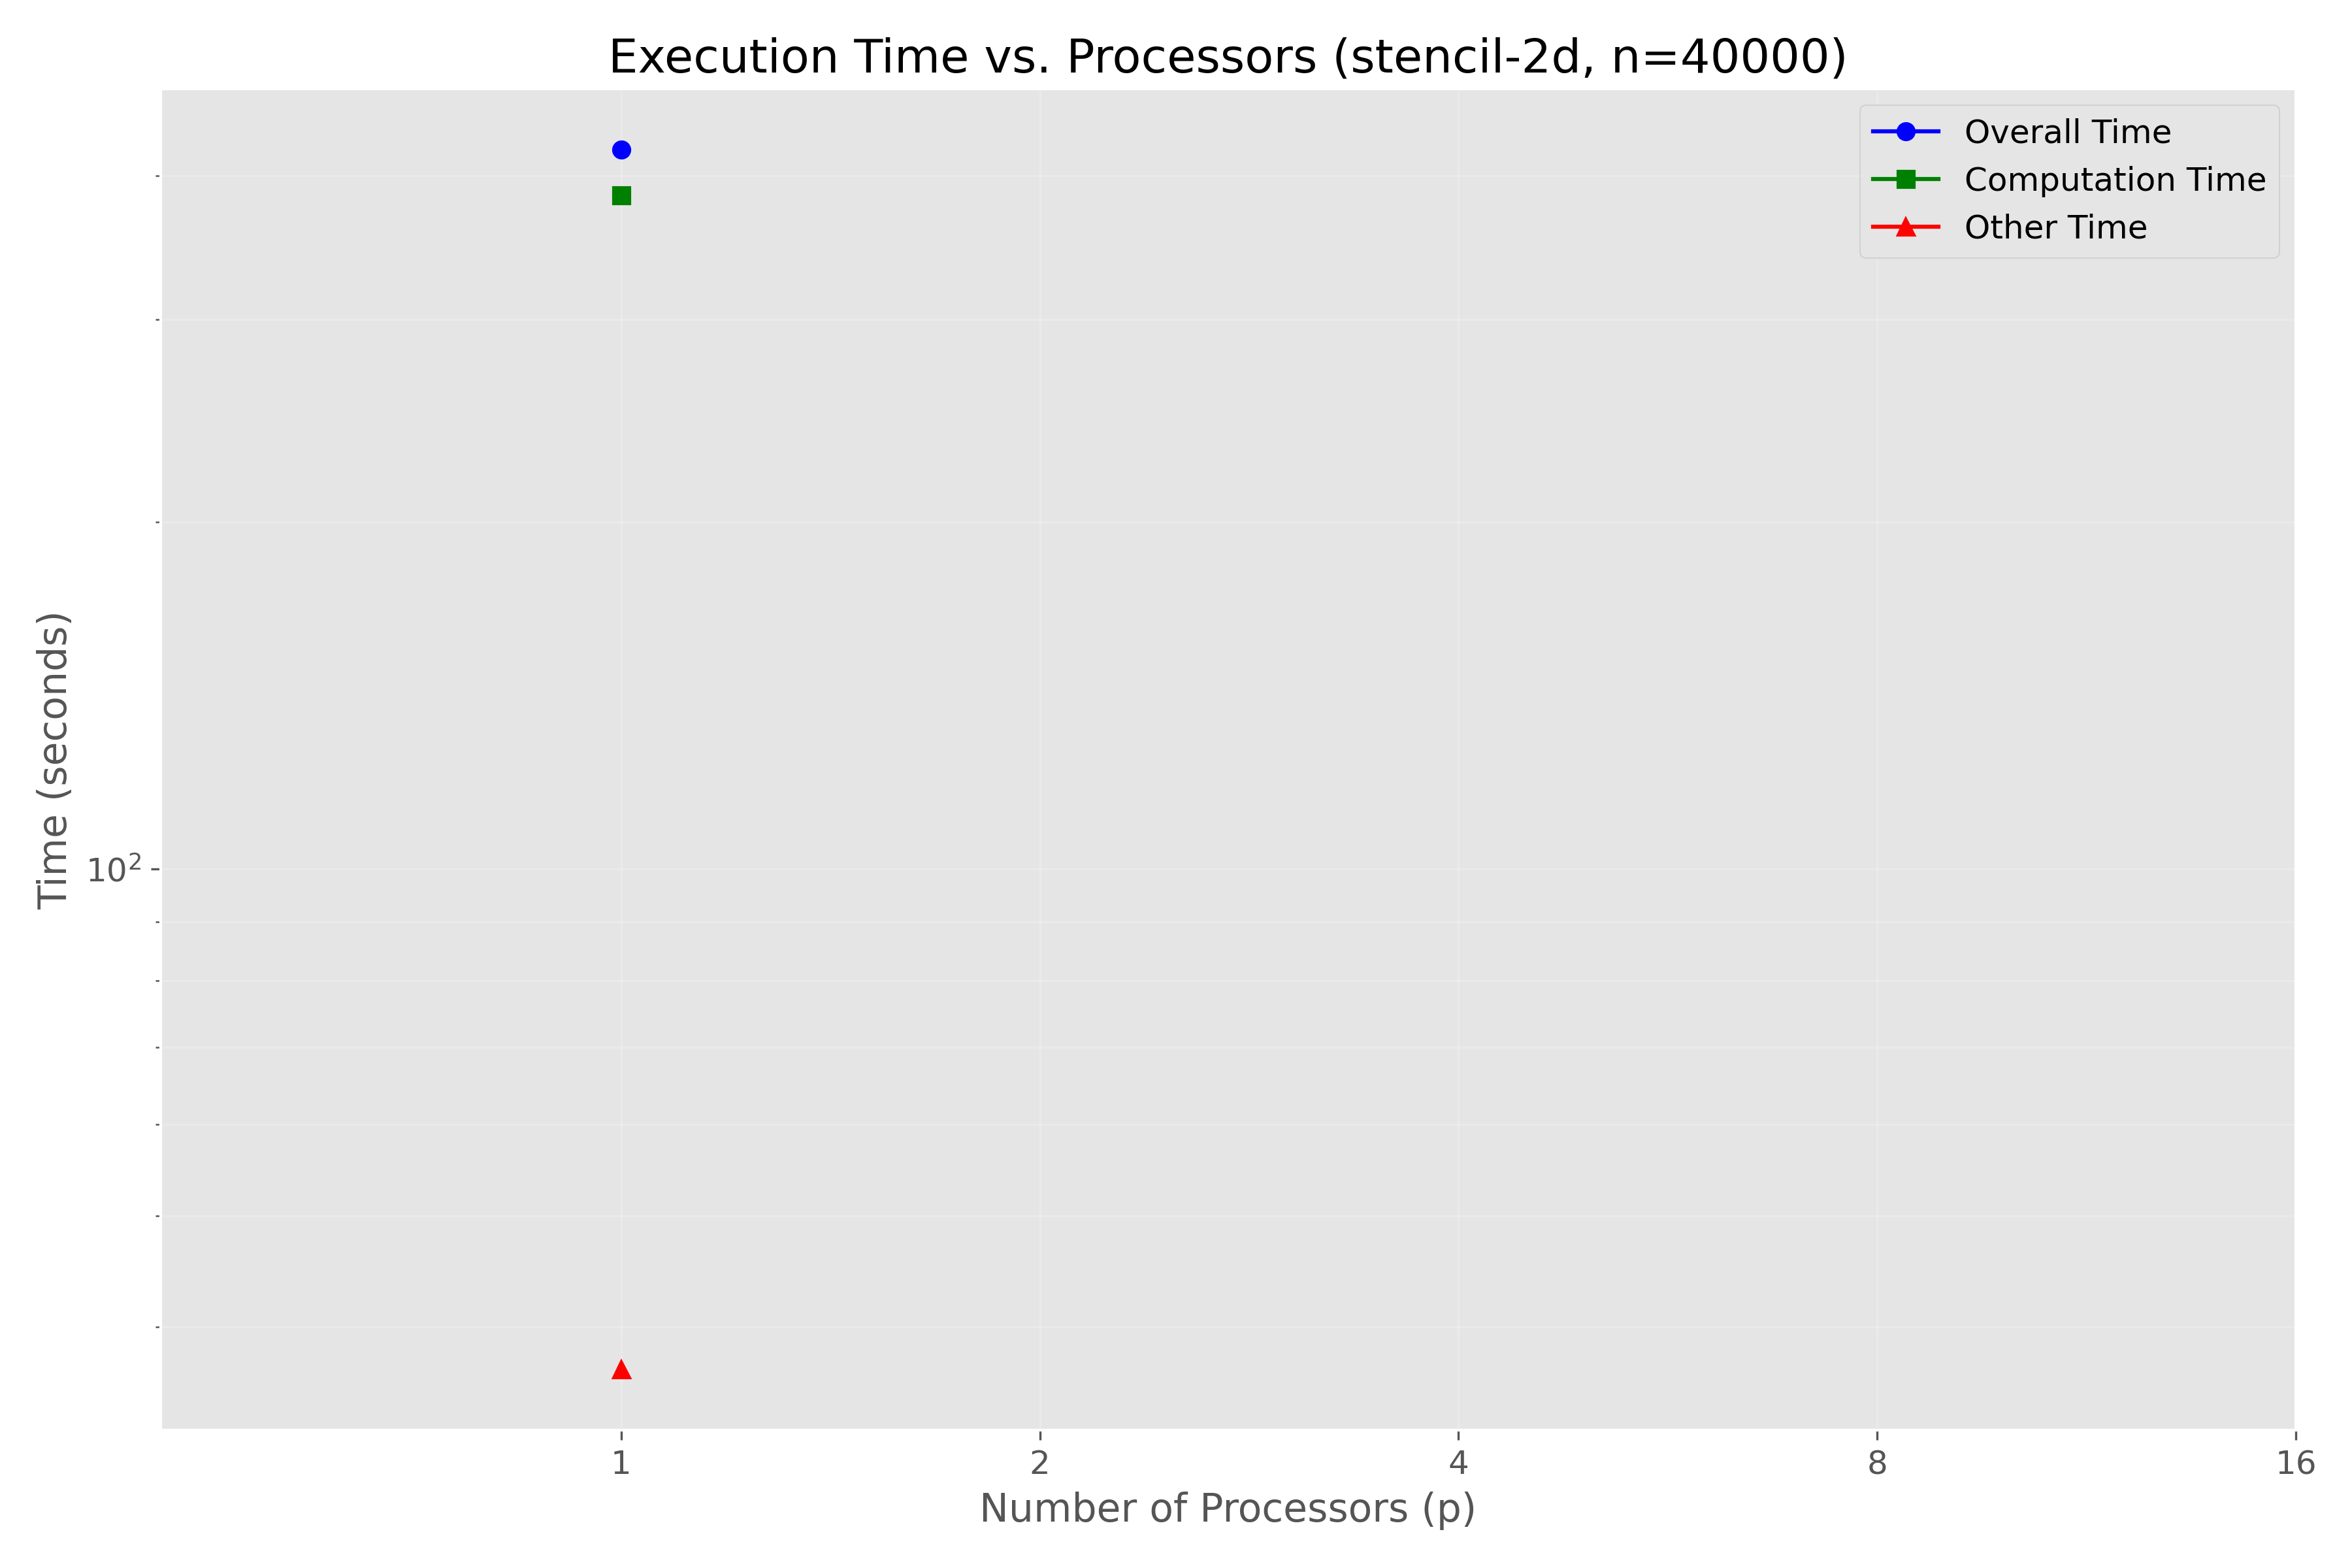 Execution Time vs. Processors (stencil-2d, n=40000)
Overall Time
Computation Time
Other Time
Time (seconds)
10²
1 2 4 8 16
Number of Processors (p)